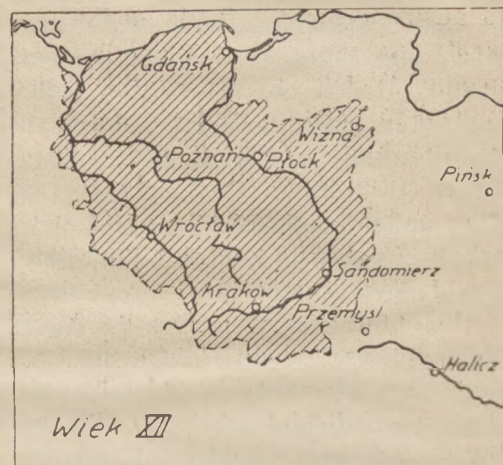 Gdańsk
Wizna
Poznań
Płock
Pińsk
Wrocław
Sandomierz
Kraków
Przemyśl
Halicz
Wiek XII